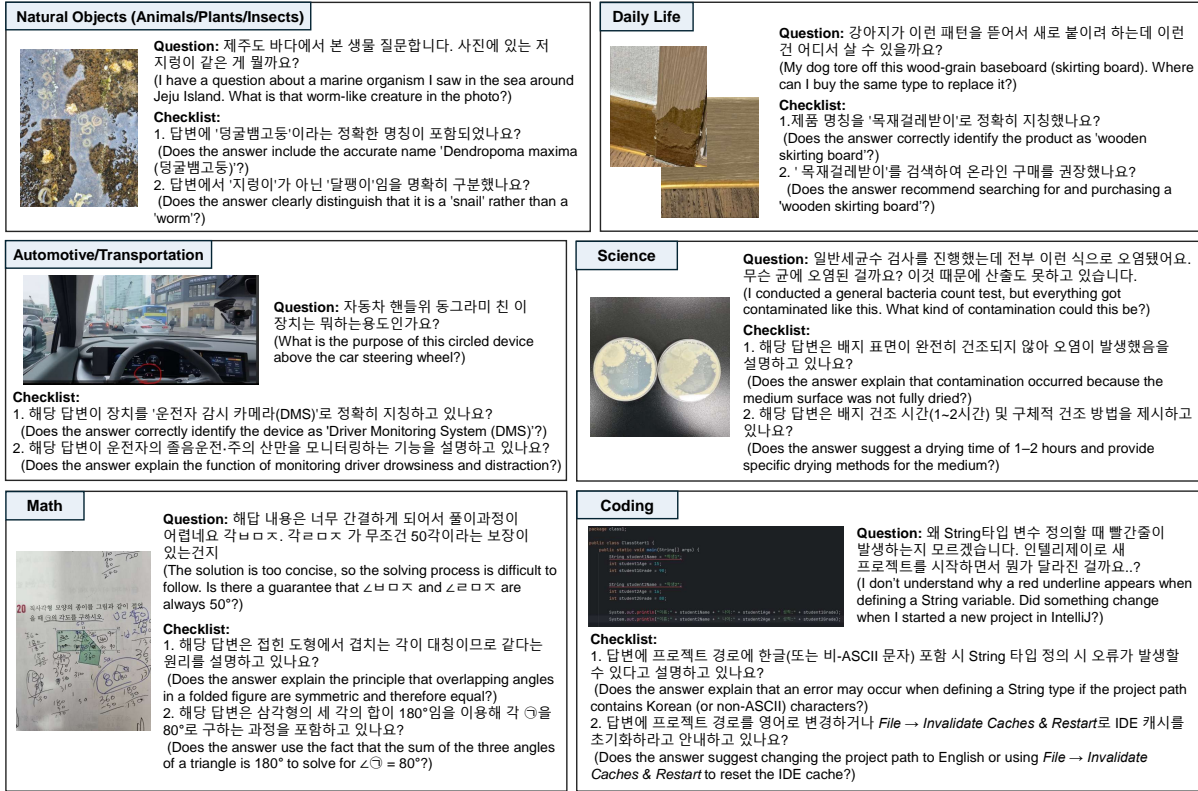 Natural Objects (Animals/Plants/Insects)
Question: 제주도 바다에서 본 생물 질문합니다. 사진에 있는 저
지렁이 같은 게 뭘까요?
(I have a question about a marine organism I saw in the sea around
Jeju Island. What is that worm-like creature in the photo?)
Checklist:
1. 답변에 '덩굴뱀고둥'이라는 정확한 명칭이 포함되었나요?
(Does the answer include the accurate name 'Dendropoma maxima
(덩굴뱀고둥)'?)
2. 답변에서 '지렁이'가 아닌 '달팽이'임을 명확히 구분했나요?
(Does the answer clearly distinguish that it is a 'snail' rather than a
'worm'?)
Daily Life
Question: 강아지가 이런 패턴을 뜯어서 새로 붙이려 하는데 이런
건 어디서 살 수 있을까요?
(My dog tore off this wood-grain baseboard (skirting board). Where
can I buy the same type to replace it?)
Checklist:
1.제품 명칭을 '목재걸레받이'로 정확히 지칭했나요?
(Does the answer correctly identify the product as 'wooden
skirting board'?)
2. ' 목재걸레받이'를 검색하여 온라인 구매를 권장했나요?
(Does the answer recommend searching for and purchasing a
'wooden skirting board'?)
Automotive/Transportation
Question: 자동차 핸들위 동그라미 친 이
장치는 뭐하는용도인가요?
(What is the purpose of this circled device
above the car steering wheel?)
Checklist:
1. 해당 답변이 장치를 '운전자 감시 카메라(DMS)'로 정확히 지칭하고 있나요?
(Does the answer correctly identify the device as 'Driver Monitoring System (DMS)'?)
2. 해당 답변이 운전자의 졸음운전·주의 산만을 모니터링하는 기능을 설명하고 있나요?
(Does the answer explain the function of monitoring driver drowsiness and distraction?)
Science
Question: 일반세균수 검사를 진행했는데 전부 이런 식으로 오염됐어요.
무슨 균에 오염된 걸까요? 이것 때문에 산출도 못하고 있습니다.
(I conducted a general bacteria count test, but everything got
contaminated like this. What kind of contamination could this be?)
Checklist:
1. 해당 답변은 배지 표면이 완전히 건조되지 않아 오염이 발생했음을
설명하고 있나요?
(Does the answer explain that contamination occurred because the
medium surface was not fully dried?)
2. 해당 답변은 배지 건조 시간(1~2시간) 및 구체적 건조 방법을 제시하고
있나요?
(Does the answer suggest a drying time of 1–2 hours and provide
specific drying methods for the medium?)
Math
Question: 해답 내용은 너무 간결하게 되어서 풀이과정이
어렵네요 각ㅂㅁㅈ. 각ㄹㅁㅈ 가 무조건 50각이라는 보장이
있는건지
(The solution is too concise, so the solving process is difficult to
follow. Is there a guarantee that ∠ㅂㅁㅈ and ∠ㄹㅁㅈ are
always 50°?)
Checklist:
1. 해당 답변은 접힌 도형에서 겹치는 각이 대칭이므로 같다는
원리를 설명하고 있나요?
(Does the answer explain the principle that overlapping angles
in a folded figure are symmetric and therefore equal?)
2. 해당 답변은 삼각형의 세 각의 합이 180°임을 이용해 각 ㉠을
80°로 구하는 과정을 포함하고 있나요?
(Does the answer use the fact that the sum of the three angles
of a triangle is 180° to solve for ∠㉠ = 80°?)
Coding
package class1;
public class ClassStart1 {
public static void main(String[] args) {
int student1Age = 15;
int student1Grade = 90;
int student2Age = 16;
int student2Grade = 80;
Question: 왜 String타입 변수 정의할 때 빨간줄이
발생하는지 모르겠습니다. 인텔리제이로 새
프로젝트를 시작하면서 뭔가 달라진 걸까요..?
(I don't understand why a red underline appears when
defining a String variable. Did something change
when I started a new project in IntelliJ?)
Checklist:
1. 답변에 프로젝트 경로에 한글(또는 비-ASCII 문자) 포함 시 String 타입 정의 시 오류가 발생할
수 있다고 설명하고 있나요?
(Does the answer explain that an error may occur when defining a String type if the project path
contains Korean (or non-ASCII) characters?)
2. 답변에 프로젝트 경로를 영어로 변경하거나 File → Invalidate Caches & Restart로 IDE 캐시를
초기화하라고 안내하고 있나요?
(Does the answer suggest changing the project path to English or using File → Invalidate
Caches & Restart to reset the IDE cache?)